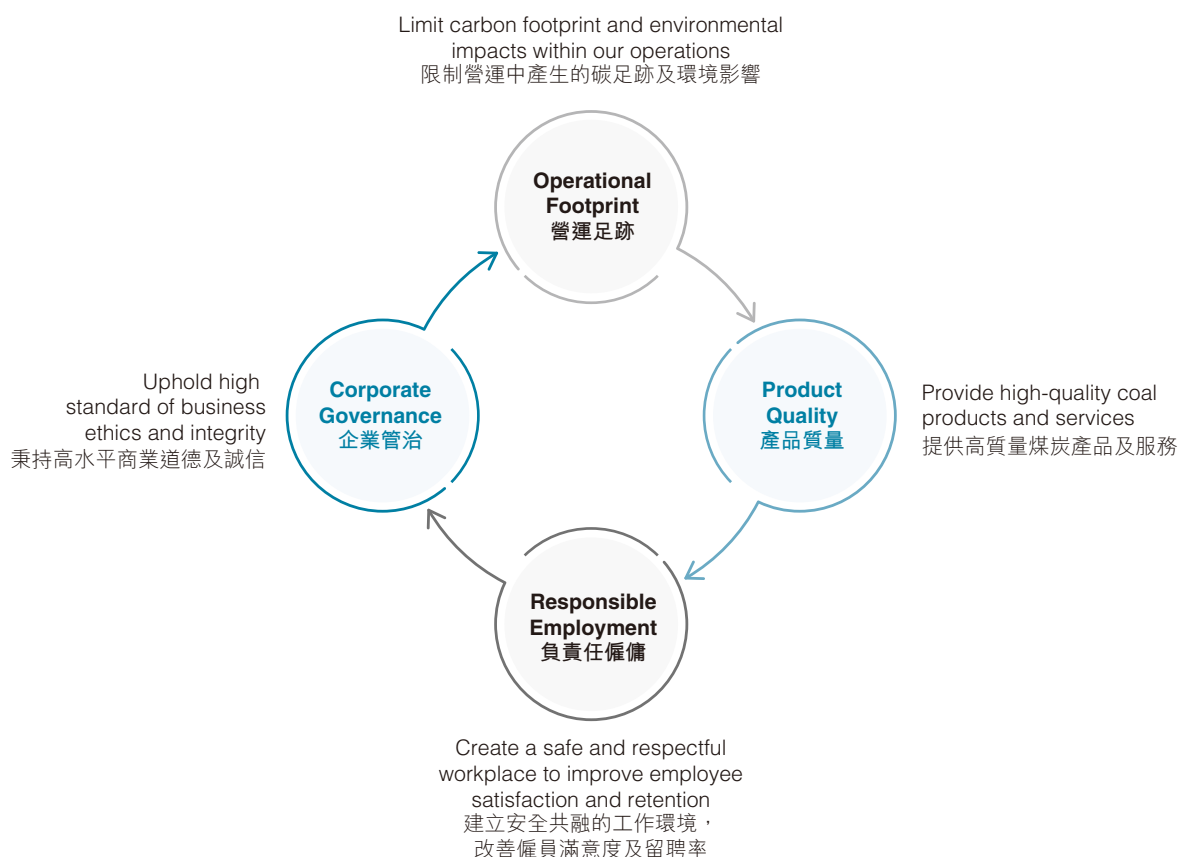 Limit carbon footprint and environmental
impacts within our operations
限制營運中產生的碳足跡及環境影響
Operational
Footprint
營運足跡
Product
Quality
產品質量
Provide high-quality coal
products and services
提供高質量煤炭產品及服務
Responsible
Employment
負責任僱傭
Create a safe and respectful
workplace to improve employee
satisfaction and retention
建立安全共融的工作環境，
改善僱員滿意度及留聘率
Corporate
Governance
企業管治
Uphold high
standard of business
ethics and integrity
秉持高水平商業道德及誠信